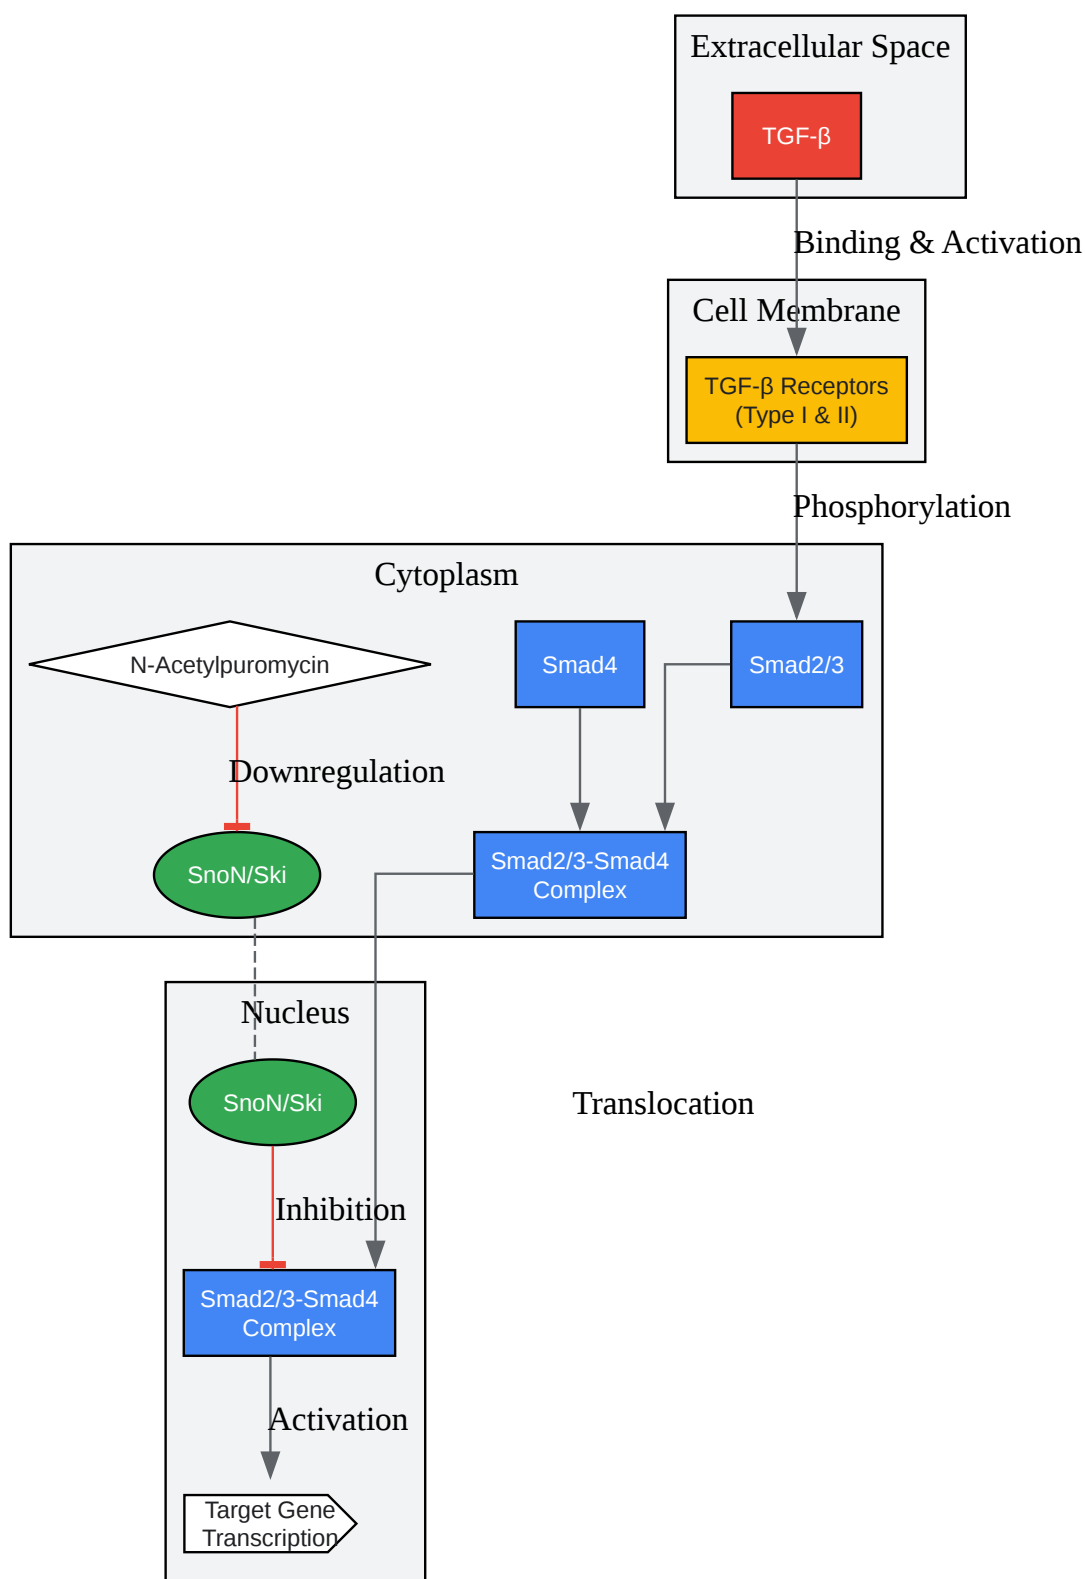 Extracellular Space
TGF-β
Binding & Activation
Cell Membrane
TGF-β Receptors
(Type I & II)
Phosphorylation
Cytoplasm
N-Acetylpuromycin
Smad4
Smad2/3
Downregulation
SnoN/Ski
Smad2/3-Smad4
Complex
Nucleus
SnoN/Ski
Translocation
Inhibition
Smad2/3-Smad4
Complex
Activation
Target Gene
Transcription